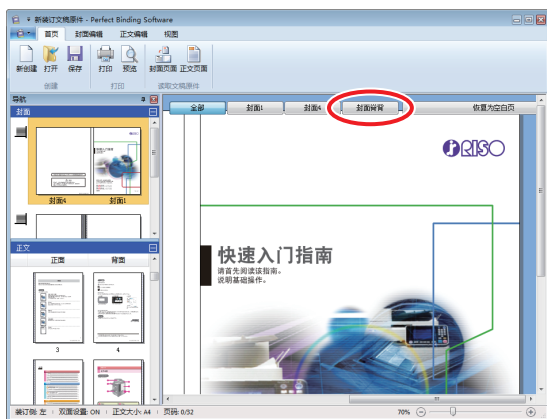 新装订文稿原件 - Perfect Binding Software
首页 封面编辑 正文编辑 视图
新创建 打开 保存 打印 预览 封面页面 正文页面
创建 打印 读取文稿原件
导航
封面
全部 封面1 封面4 封面脊背 恢复为空白页
RISO
封面4 封面1
快速入门指南
请首先阅读该指南。
说明基础操作。
正文
正面 背面
3 4
装订侧: 左 双面设置: ON 正文大小: A4 页码: 0/32 70%